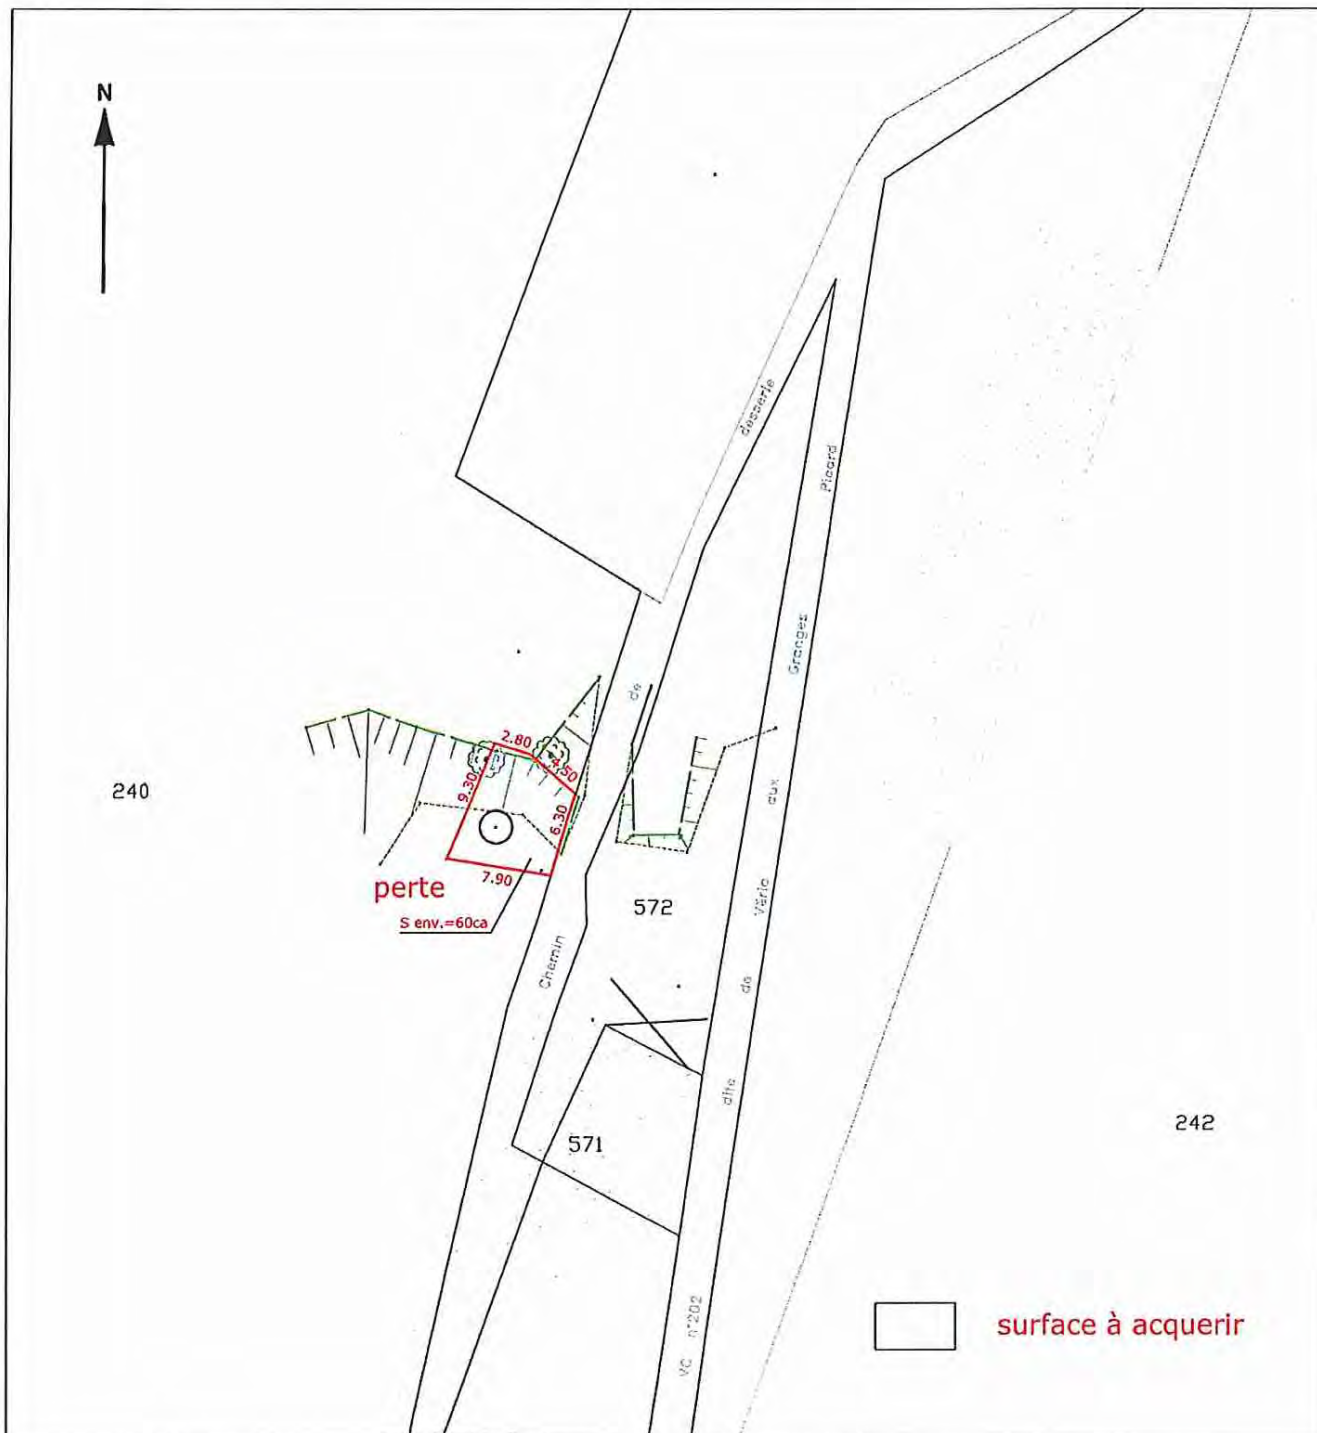 N
2.80
4.50
9.30
6.30
7.90
240
perte
S env.=60ca
572
Chemin de desserte
VC n°202 dite de Vérie aux Granges Picard
571
242
surface à acquerir